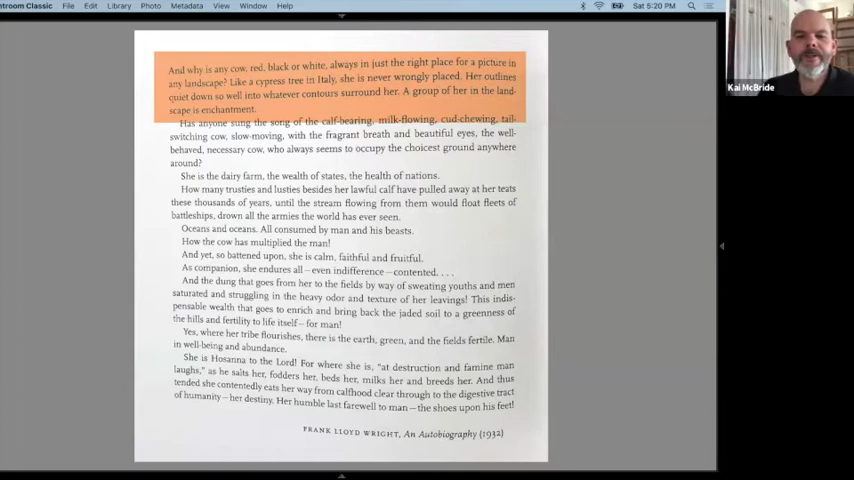 ntroom Classic File Edit Library Photo Metadata View Window Help Sat 5:20 PM
And why is any cow, red, black or white, always in just the right place for a picture in
any landscape? Like a cypress tree in Italy, she is never wrongly placed. Her outlines
quiet down so well into whatever contours surround her. A group of her in the land-
scape is enchantment.
Has anyone sung the song of the calf-bearing, milk-flowing, cud-chewing, tail-
switching cow, slow-moving, with the fragrant breath and beautiful eyes, the well-
behaved, necessary cow, who always seems to occupy the choicest ground anywhere
around?
She is the dairy farm, the wealth of states, the health of nations.
How many trusties and lusties besides her lawful calf have pulled away at her teats
these thousands of years, until the stream flowing from them would float fleets of
battleships, drown all the armies the world has ever seen.
Oceans and oceans. All consumed by man and his beasts.
How the cow has multiplied the man!
And yet, so battened upon, she is calm, faithful and fruitful.
As companion, she endures all—even indifference—contented. . . .
And the dung that goes from her to the fields by way of sweating youths and men
saturated and struggling in the heavy odor and texture of her leavings! This indis-
pensable wealth that goes to enrich and bring back the jaded soil to a greenness of
the hills and fertility to life itself—for man!
Yes, where her tribe flourishes, there is the earth, green, and the fields fertile. Man
in well-being and abundance.
She is Hosanna to the Lord! For where she is, "at destruction and famine man
laughs," as he salts her, fodders her, beds her, milks her and breeds her. And thus
tended she contentedly eats her way from calfhood clear through to the digestive tract
of humanity—her destiny. Her humble last farewell to man—the shoes upon his feet!
FRANK LLOYD WRIGHT, An Autobiography (1932)
Kai McBride